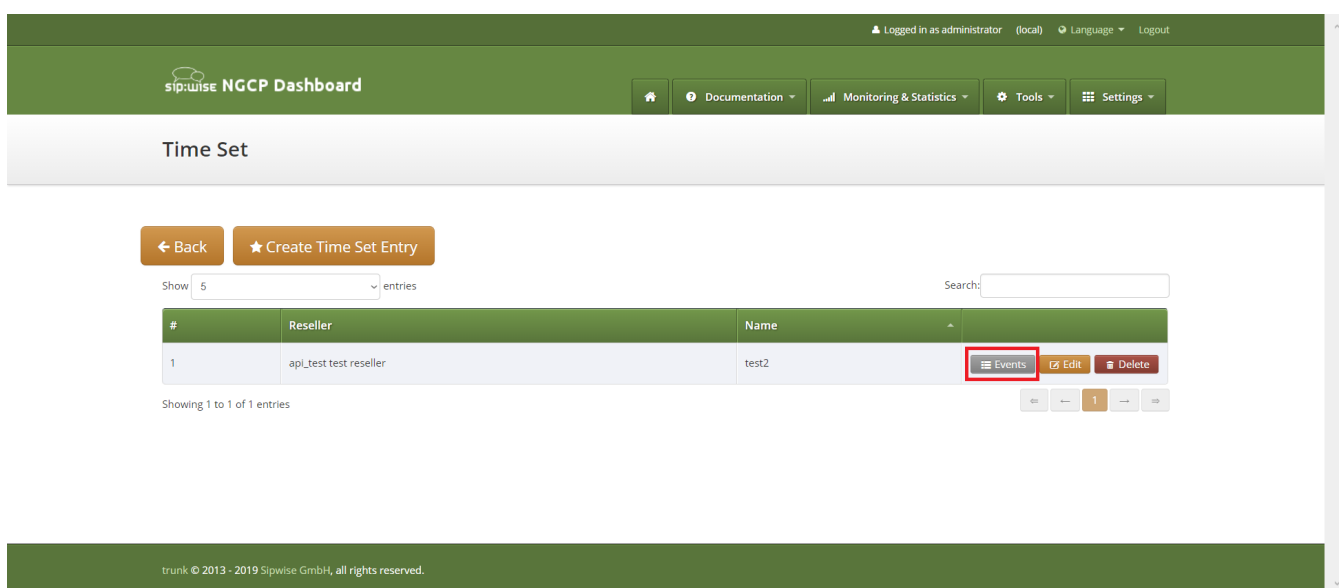 Logged in as administrator (local) Language Logout
sip:wise NGCP Dashboard
Documentation Monitoring & Statistics Tools Settings
Time Set
Back Create Time Set Entry
Show 5 entries Search:
# Reseller Name
1 api_test test reseller test2 Events Edit Delete
Showing 1 to 1 of 1 entries ⇐ ← 1 → ⇒
trunk © 2013 - 2019 Sipwise GmbH, all rights reserved.